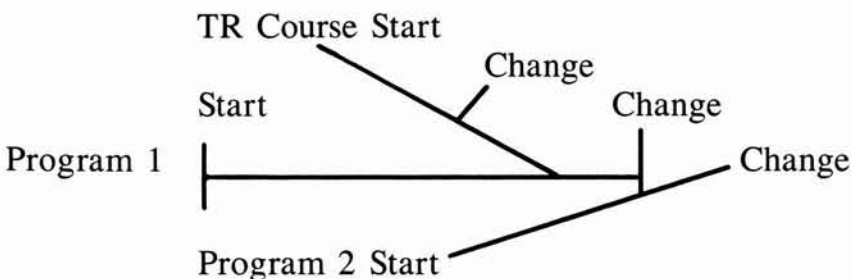 TR Course Start
Change
Start
Change
Program 1
Change
Program 2 Start